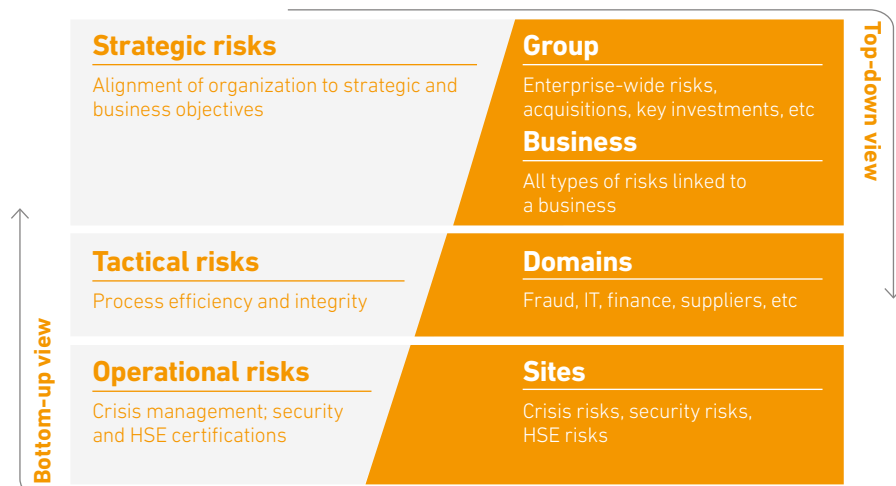 Strategic risks
Alignment of organization to strategic and
business objectives
Group
Enterprise-wide risks,
acquisitions, key investments, etc
Business
All types of risks linked to
a business
Top-down view
Tactical risks
Process efficiency and integrity
Domains
Fraud, IT, finance, suppliers, etc
Operational risks
Crisis management; security
and HSE certifications
Sites
Crisis risks, security risks,
HSE risks
Bottom-up view